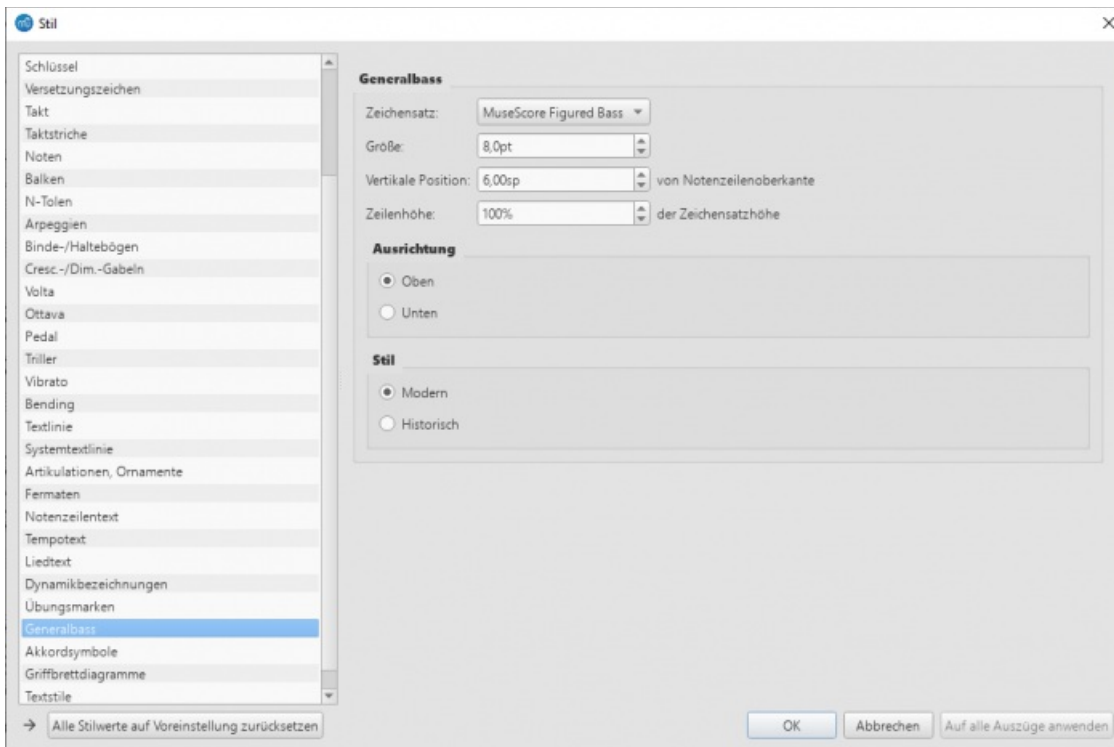 Stil
Schlüssel
Versetzungszeichen
Takt
Taktstriche
Noten
Balken
N-Tolen
Arpeggien
Binde-/Haltebögen
Cresc.-/Dim.-Gabeln
Volta
Ottava
Pedal
Triller
Vibrato
Bending
Textlinie
Systemtextlinie
Artikulationen, Ornamente
Fermaten
Notenzeilentext
Tempotext
Liedtext
Dynamikbezeichnungen
Übungsmarken
Generalbass
Akkordsymbole
Griffbrettdiagramme
Textstile
Alle Stilwerte auf Voreinstellung zurücksetzen
Generalbass
Zeichensatz: MuseScore Figured Bass
Größe: 8,0pt
Vertikale Position: 6,00sp von Notenzeilenoberkante
Zeilenhöhe: 100% der Zeichensatzhöhe
Ausrichtung
Oben
Unten
Stil
Modern
Historisch
OK Abbrechen Auf alle Auszüge anwenden